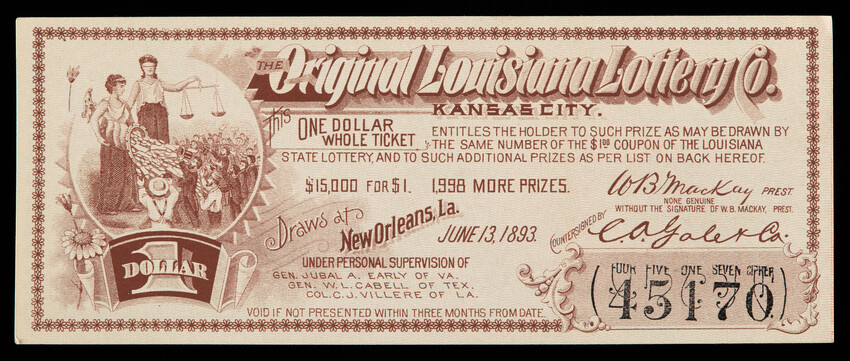 THE Original Louisiana Lottery Co.
KANSAS CITY.
This ONE DOLLAR WHOLE TICKET ENTITLES THE HOLDER TO SUCH PRIZE AS MAY BE DRAWN BY
THE SAME NUMBER OF THE $1.00 COUPON OF THE LOUISIANA
STATE LOTTERY, AND TO SUCH ADDITIONAL PRIZES AS PER LIST ON BACK HEREOF.
$15,000 FOR $1. 1,998 MORE PRIZES.
W B MacKay PREST.
NONE GENUINE
WITHOUT THE SIGNATURE OF W. B. MACKAY, PREST.
Draws at New Orleans, La. JUNE 13, 1893.
COUNTERSIGNED BY C. O. Gale & Co.
UNDER PERSONAL SUPERVISION OF
GEN. JUBAL A. EARLY OF VA.
GEN. W. L. CABELL OF TEX.
COL. C. J. VILLERE OF LA.
VOID IF NOT PRESENTED WITHIN THREE MONTHS FROM DATE.
1 DOLLAR
FOUR FIVE ONE SEVEN
(45170)